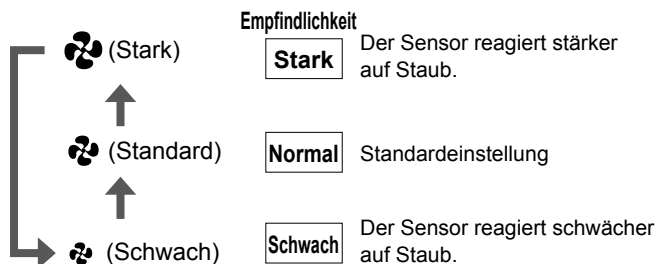 Empfindlichkeit
(Stark)
Stark
Der Sensor reagiert stärker
auf Staub.
(Standard)
Normal
Standardeinstellung
(Schwach)
Schwach
Der Sensor reagiert schwächer
auf Staub.